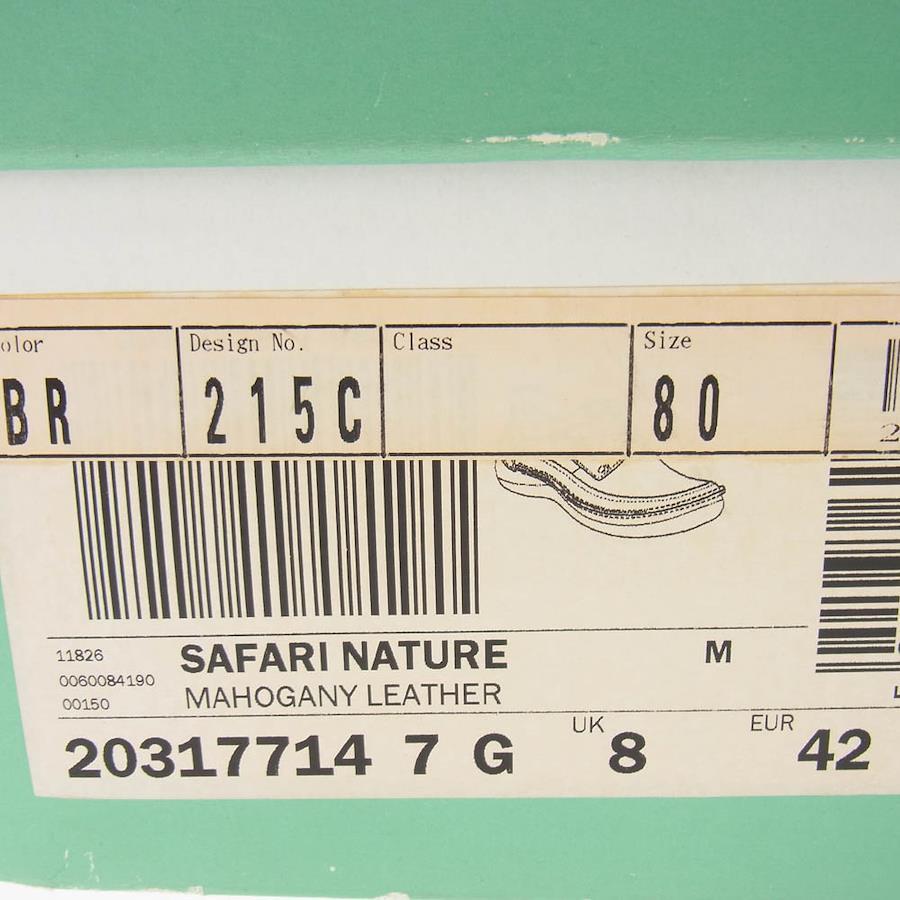 olor Design No. Class Size
BR 215C 80
2
11826 SAFARI NATURE M
0060084190 MAHOGANY LEATHER
00150
20317714 7 G UK 8 EUR 42